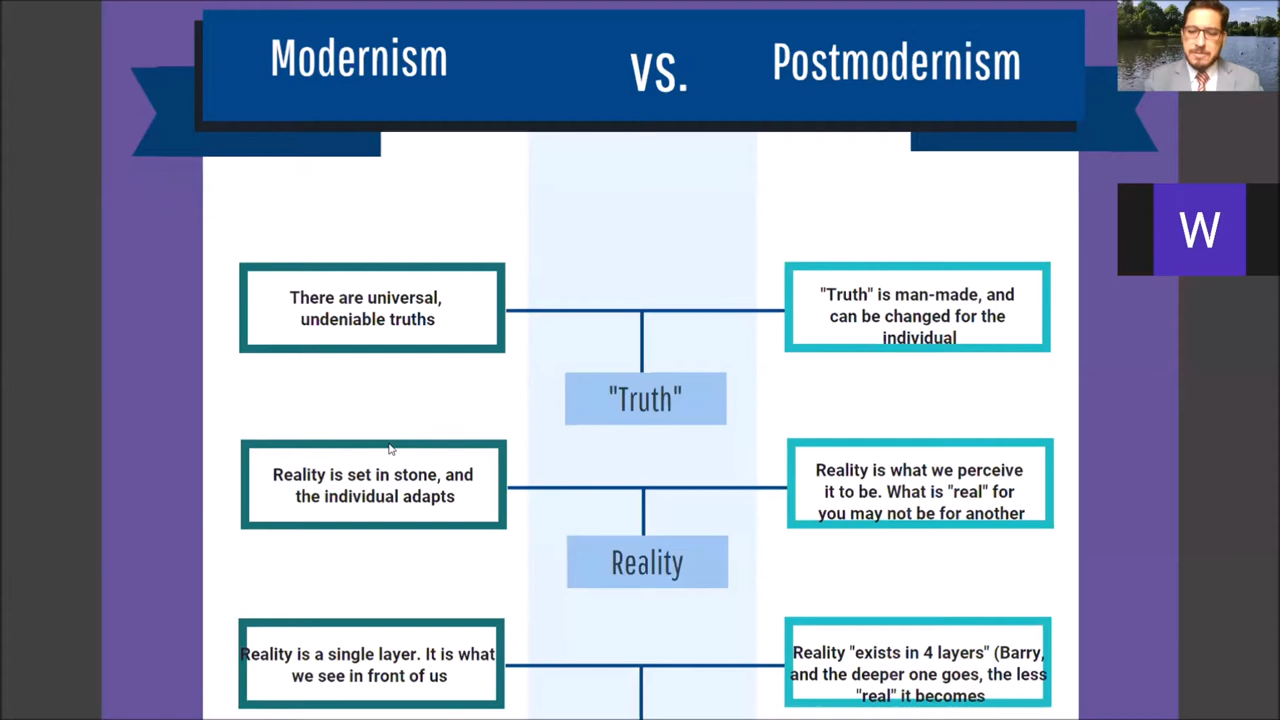 Modernism
VS.
Postmodernism
W
There are universal,
undeniable truths
"Truth" is man-made, and
can be changed for the
individual
"Truth"
Reality is set in stone, and
the individual adapts
Reality is what we perceive
it to be. What is "real" for
you may not be for another
Reality
Reality is a single layer. It is what
we see in front of us
Reality "exists in 4 layers" (Barry,
and the deeper one goes, the less
"real" it becomes